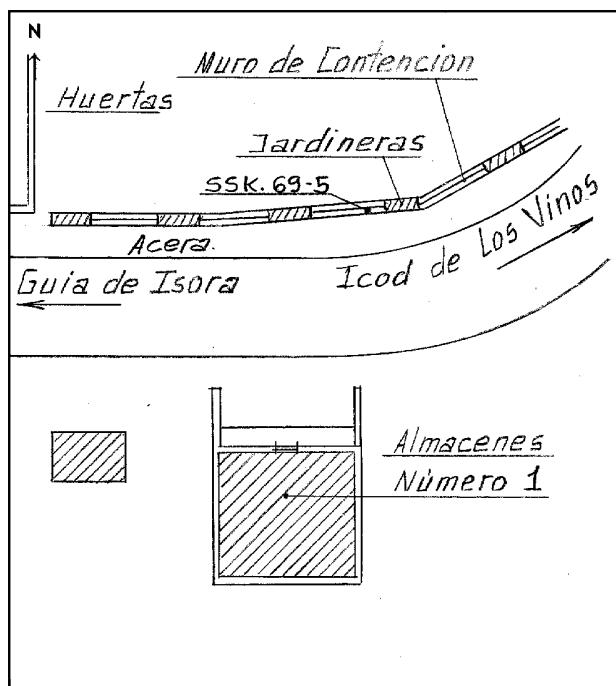 N
Muro de Contencion
Huertas
Jardineras
SSK. 69-5
Acera.
Icod de Los Vinos
Guia de Isora
Almacenes
Número 1